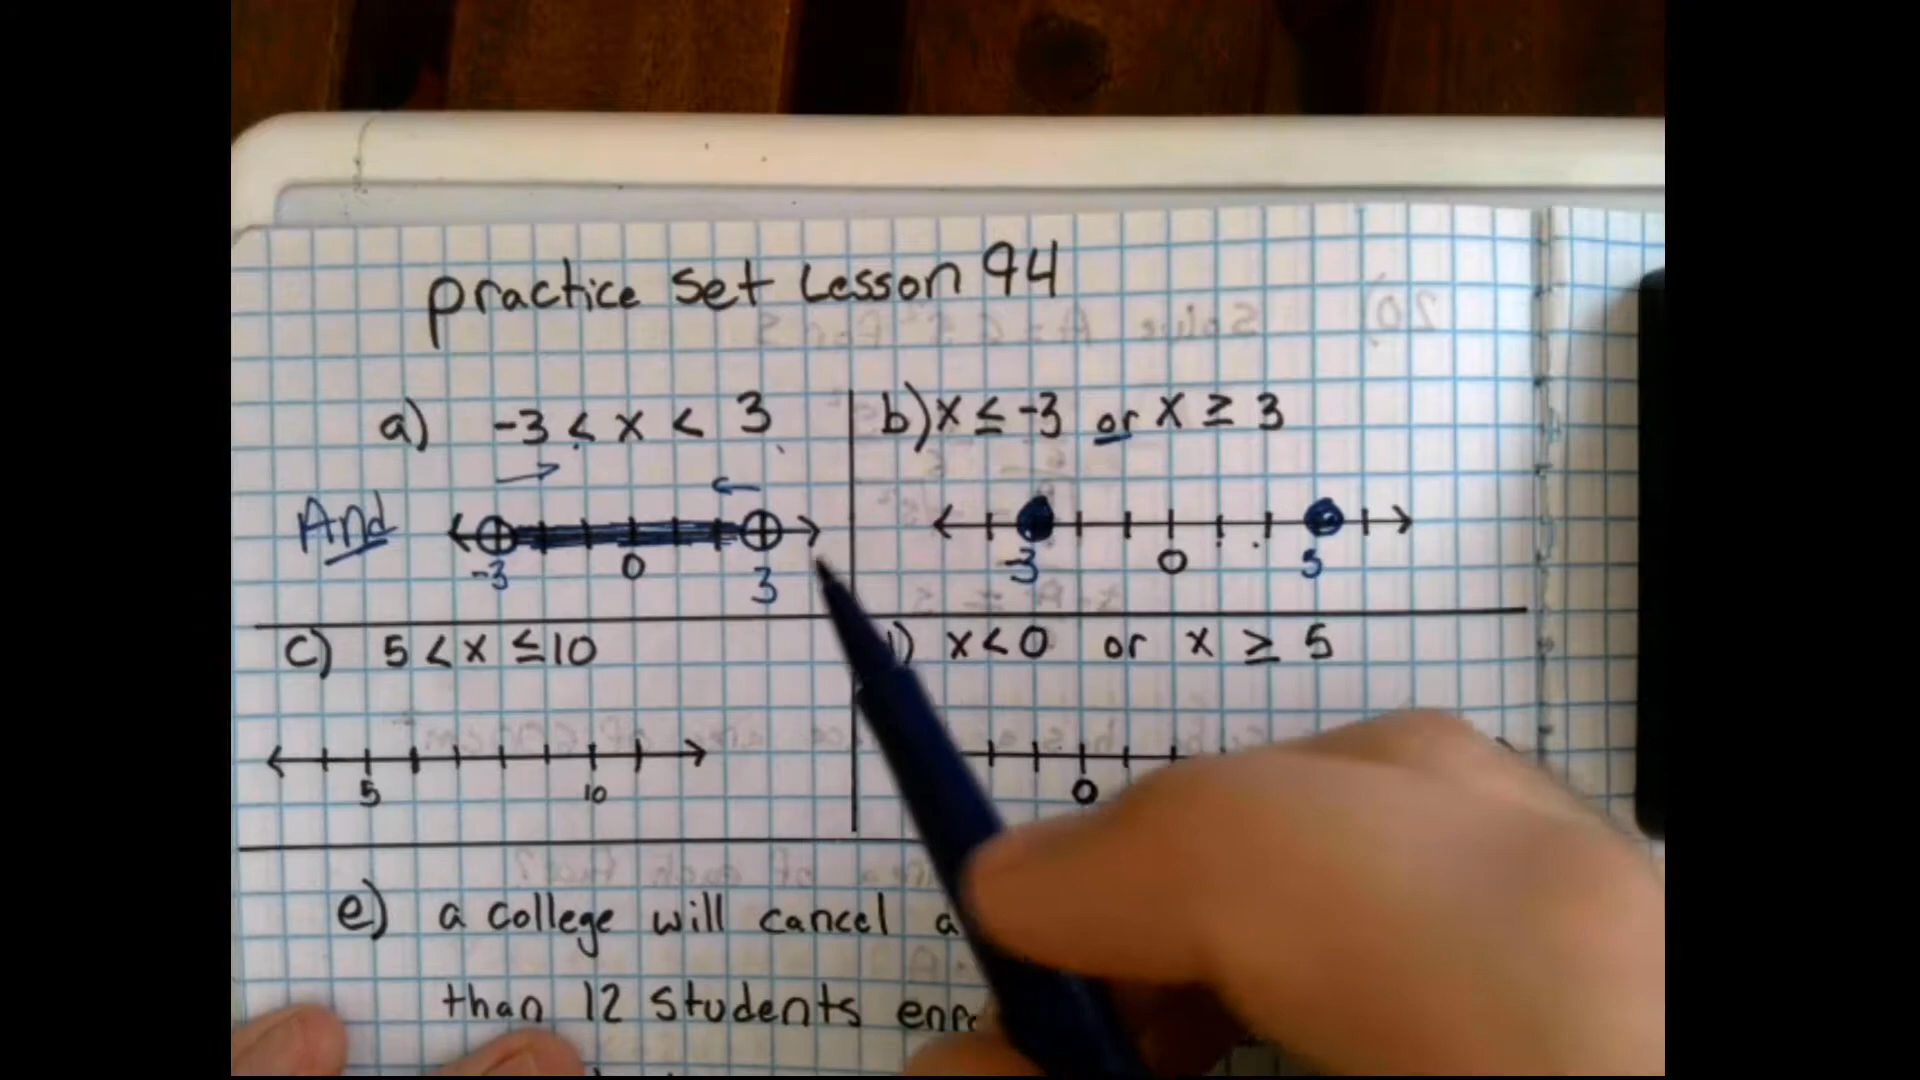 practice set Lesson 94
a) -3 < x < 3
b) x ≤ -3 or x ≥ 3
And
-3 0 3
-3 0 3
c) 5 < x ≤ 10
x < 0 or x ≥ 5
5 10
0
e) a college will cancel a
than 12 students